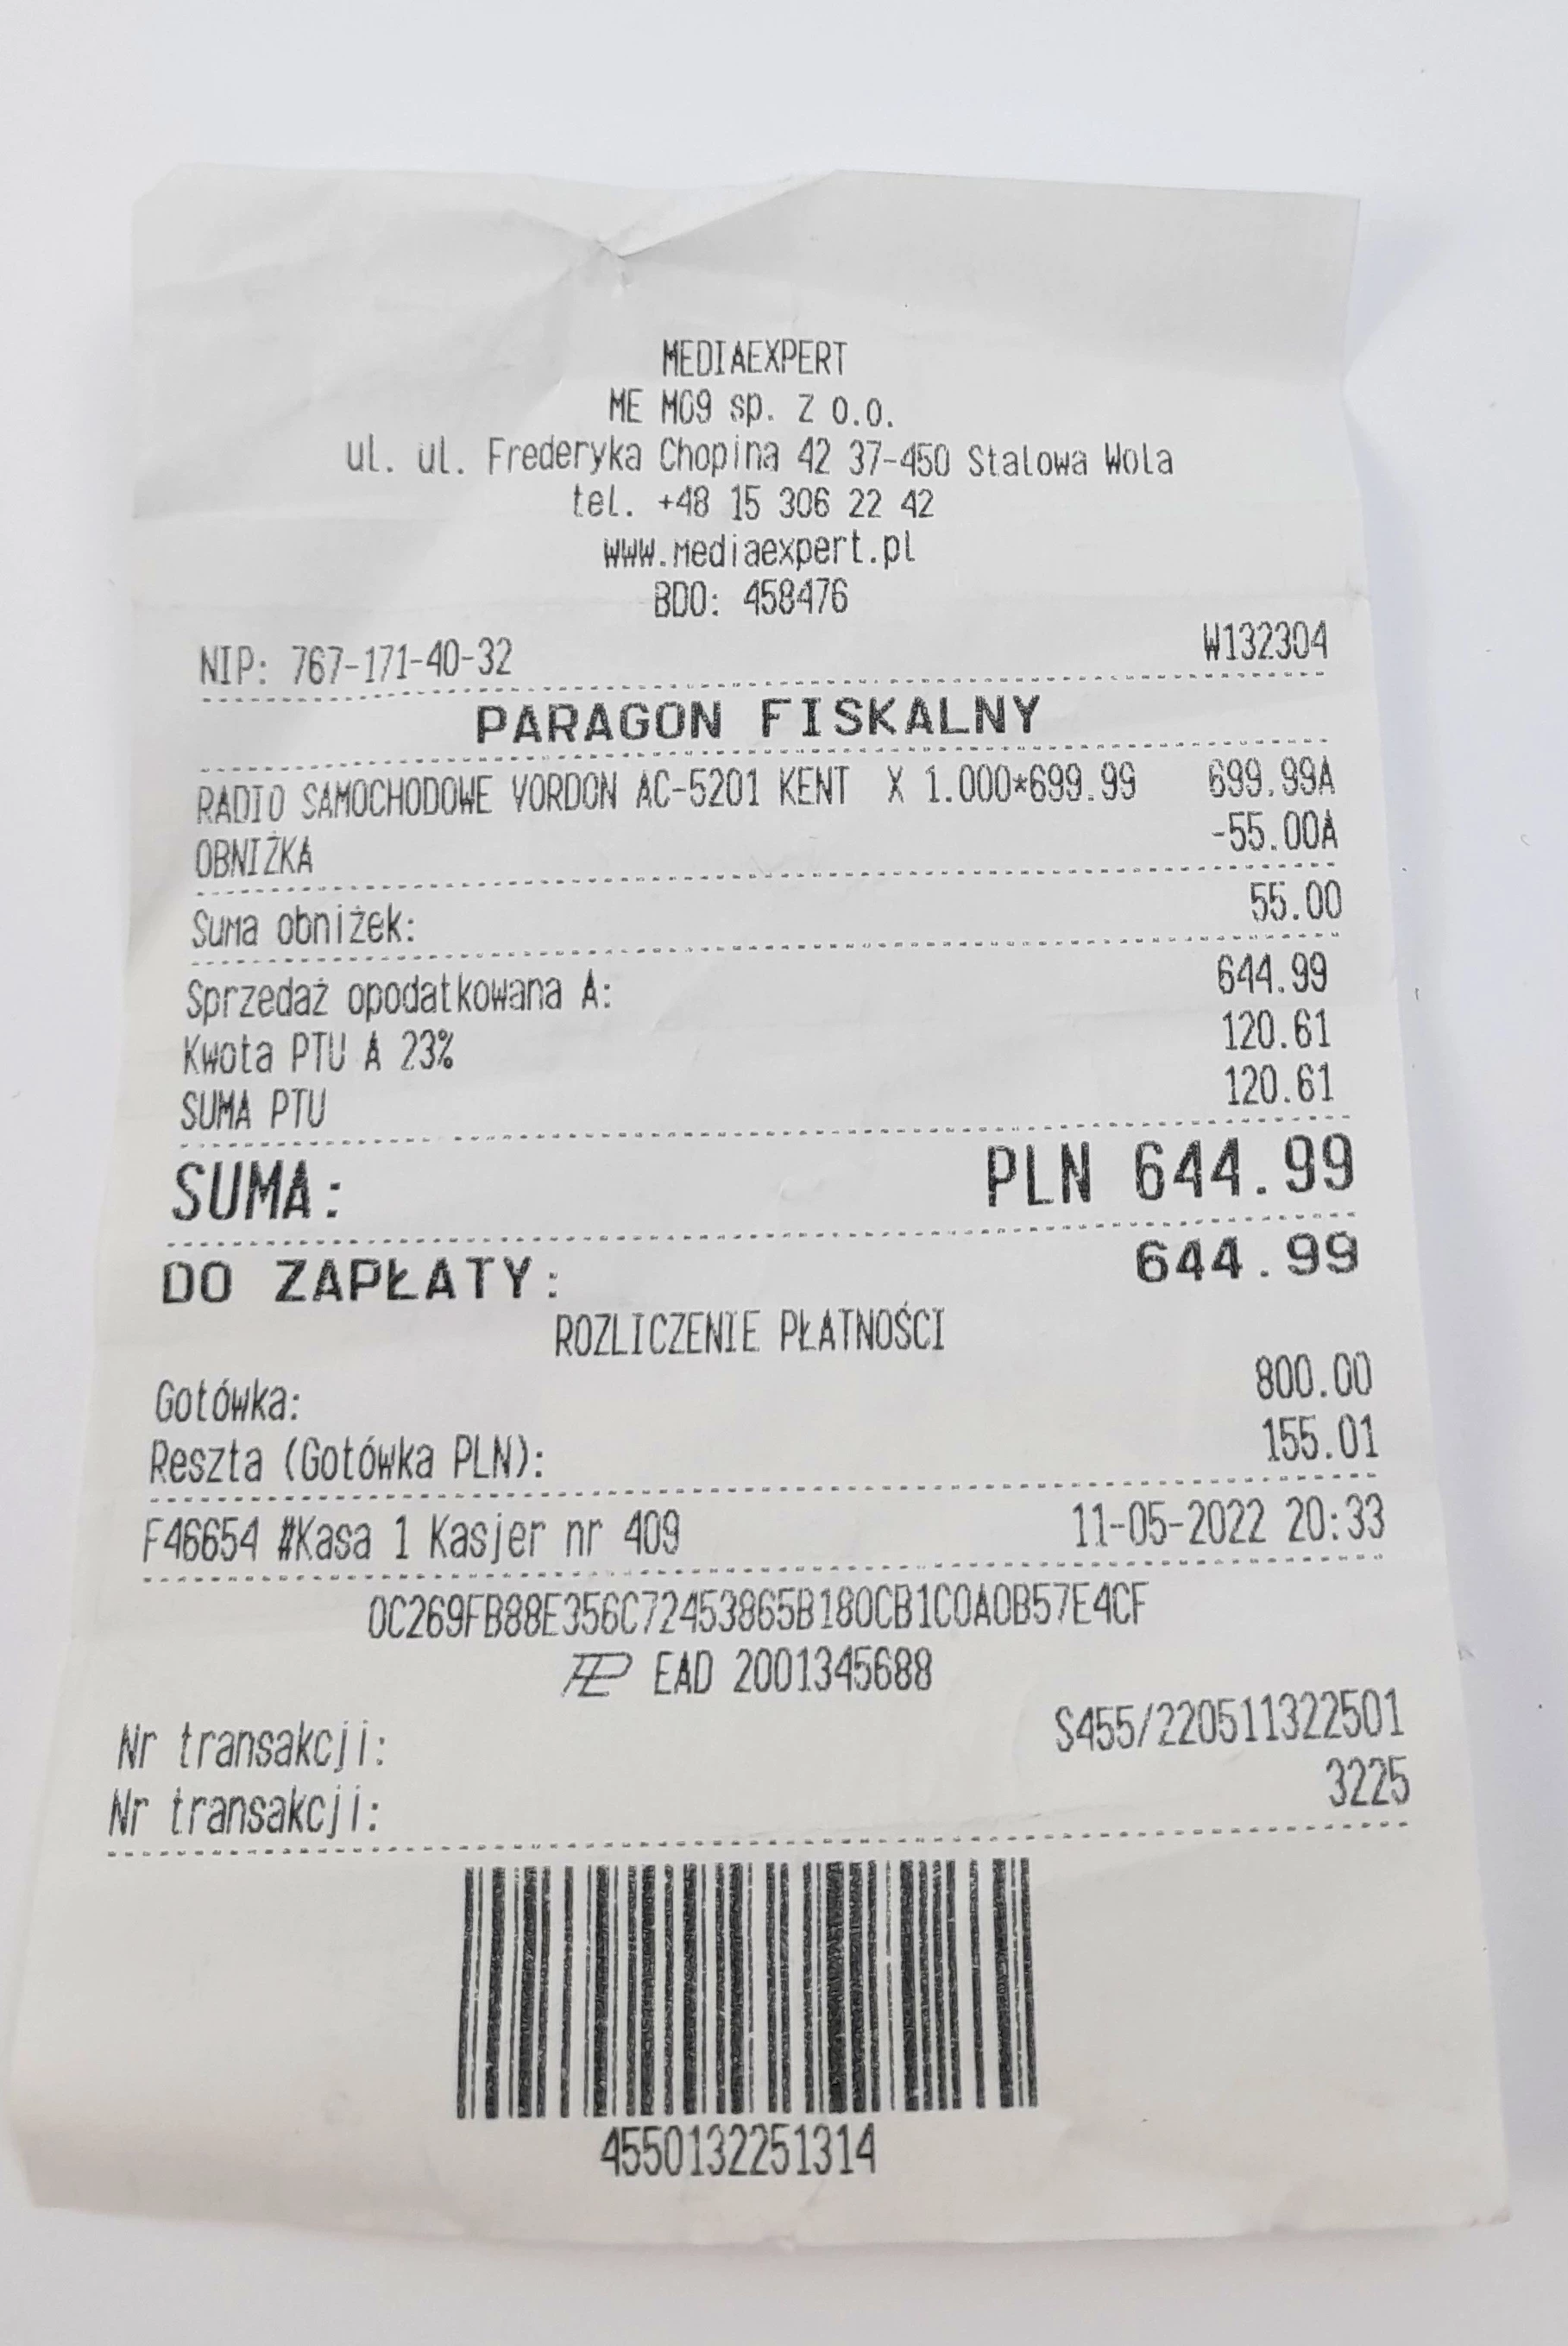 MEDIAEXPERT
ME M09 sp. z o.o.
ul. ul. Frederyka Chopina 42 37-450 Stalowa Wola
tel. +48 15 306 22 42
www.mediaexpert.pl
BDO: 458476
NIP: 767-171-40-32 W132304
PARAGON FISKALNY
RADIO SAMOCHODOWE VORDON AC-5201 KENT X 1.000*699.99 699.99A
OBNIŻKA -55.00A
Suma obniżek: 55.00
Sprzedaż opodatkowana A: 644.99
Kwota PTU A 23% 120.61
SUMA PTU 120.61
SUMA: PLN 644.99
DO ZAPŁATY: 644.99
ROZLICZENIE PŁATNOŚCI
Gotówka: 800.00
Reszta (Gotówka PLN): 155.01
F46654 #Kasa 1 Kasjer nr 409 11-05-2022 20:33
0C269FB88E356C72453865B180CB1C0A0B57E4CF
EAD 2001345688
Nr transakcji: S455/220511322501
Nr transakcji: 3225
4550132251314